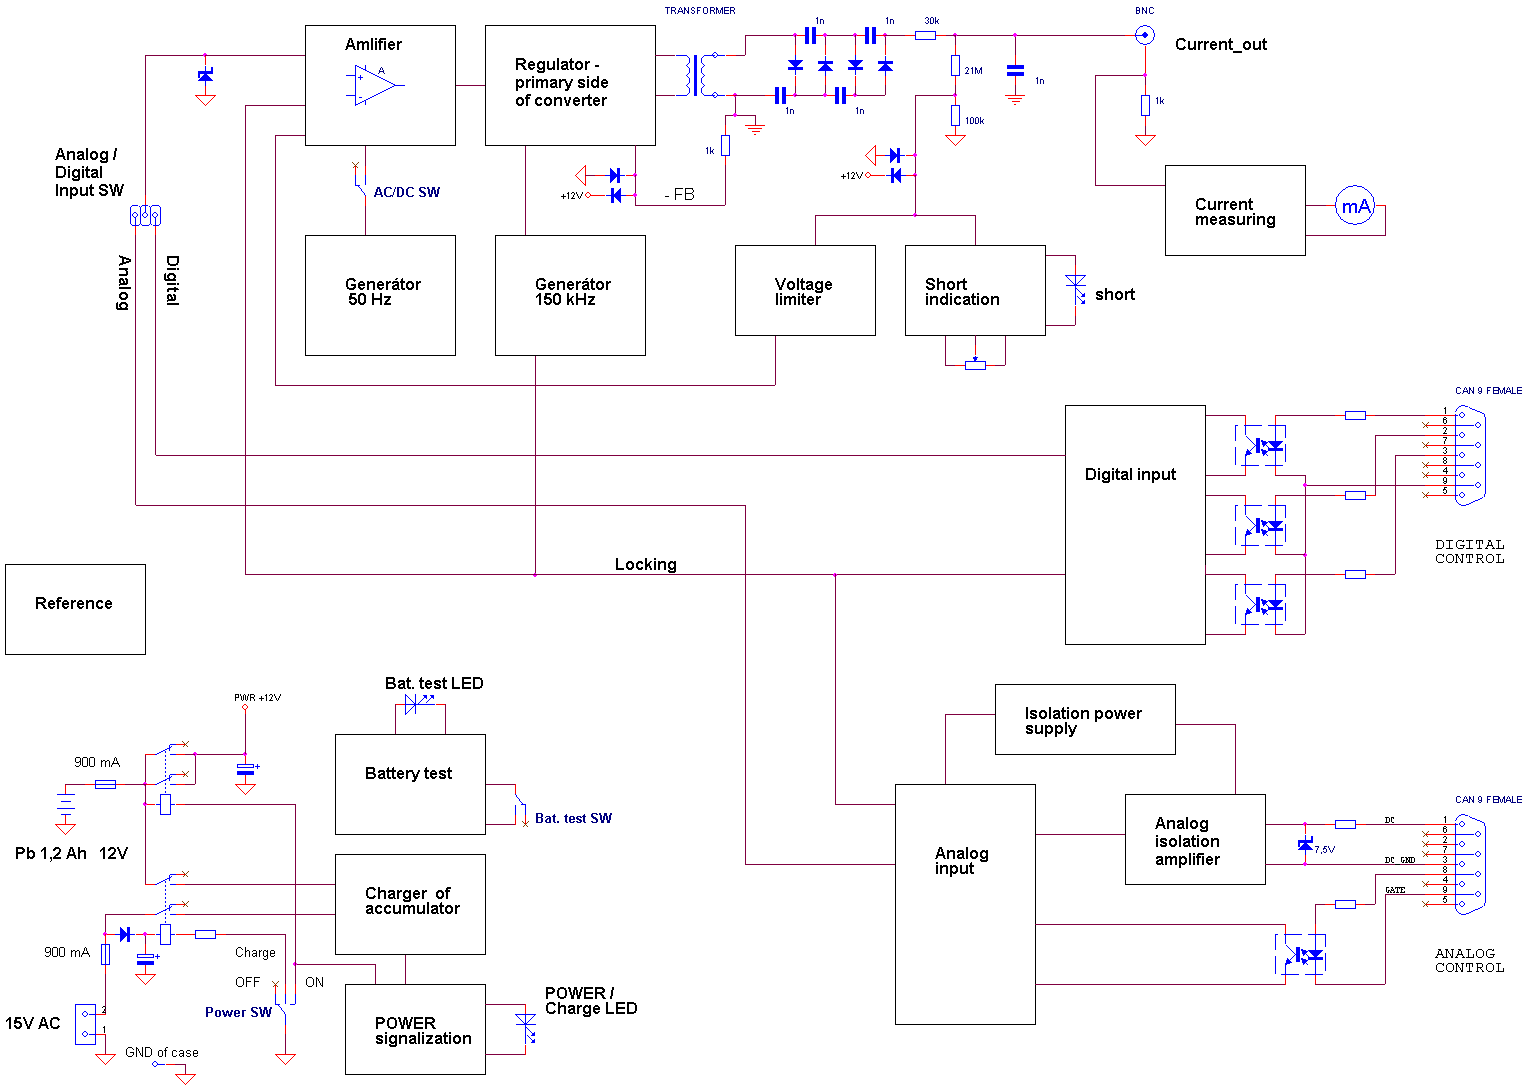 TRANSFORMER
BNC
1n
1n
30k
Amlifier
A
+
-
Regulator -
primary side
of converter
Current_out
21M
1n
1n
1n
100k
1k
1k
Analog /
Digital
Input SW
AC/DC SW
+12V
- FB
+12V
Current
measuring
mA
Analog
Digital
Generátor
50 Hz
Generátor
150 kHz
Voltage
limiter
Short
indication
short
CAN 9 FEMALE
1
6
2
7
3
8
4
9
5
Digital input
DIGITAL
CONTROL
Locking
Reference
Bat. test LED
PWR +12V
900 mA
+
Battery test
Bat. test SW
Pb 1,2 Ah 12V
Isolation power
supply
CAN 9 FEMALE
Analog
isolation
amplifier
Analog
input
7,5V
DC
DC GND
GATE
1
6
2
7
3
8
4
9
5
ANALOG
CONTROL
Charger of
accumulator
900 mA
+
Charge
OFF
ON
Power SW
POWER
signalization
POWER /
Charge LED
15V AC
2
1
GND of case